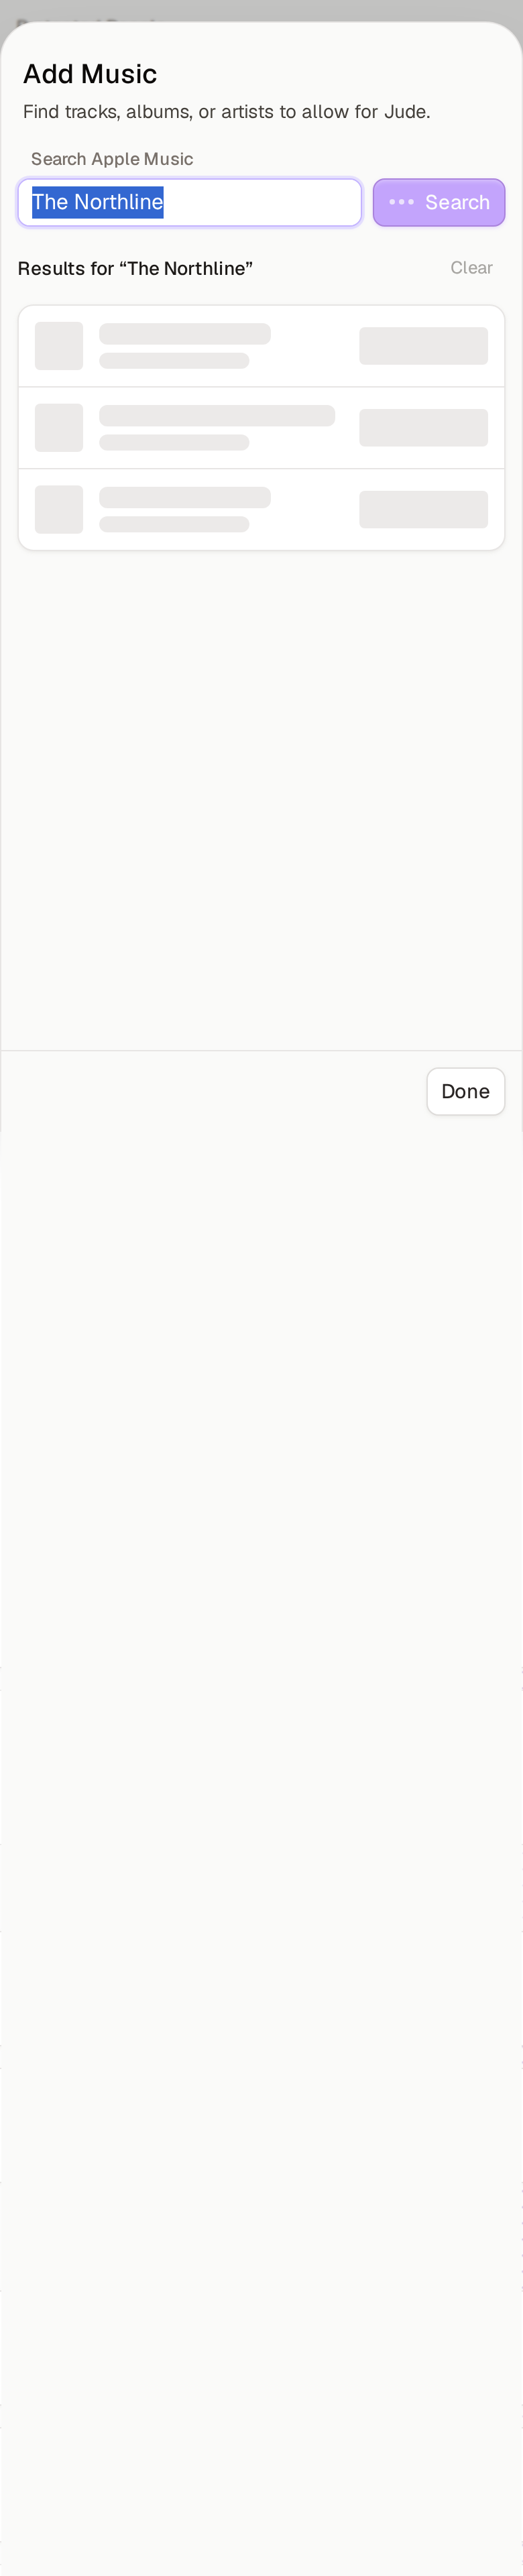 Add Music
Find tracks, albums, or artists to allow for Jude.
Search Apple Music
The Northline
Search
Results for “The Northline”
Clear
Done